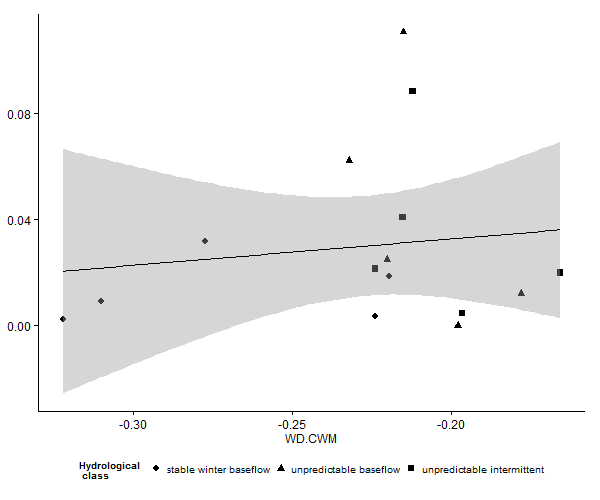 0.08
0.04
0.00
-0.30 -0.25 -0.20
WD.CWM
Hydrological
class
stable winter baseflow unpredictable baseflow unpredictable intermittent